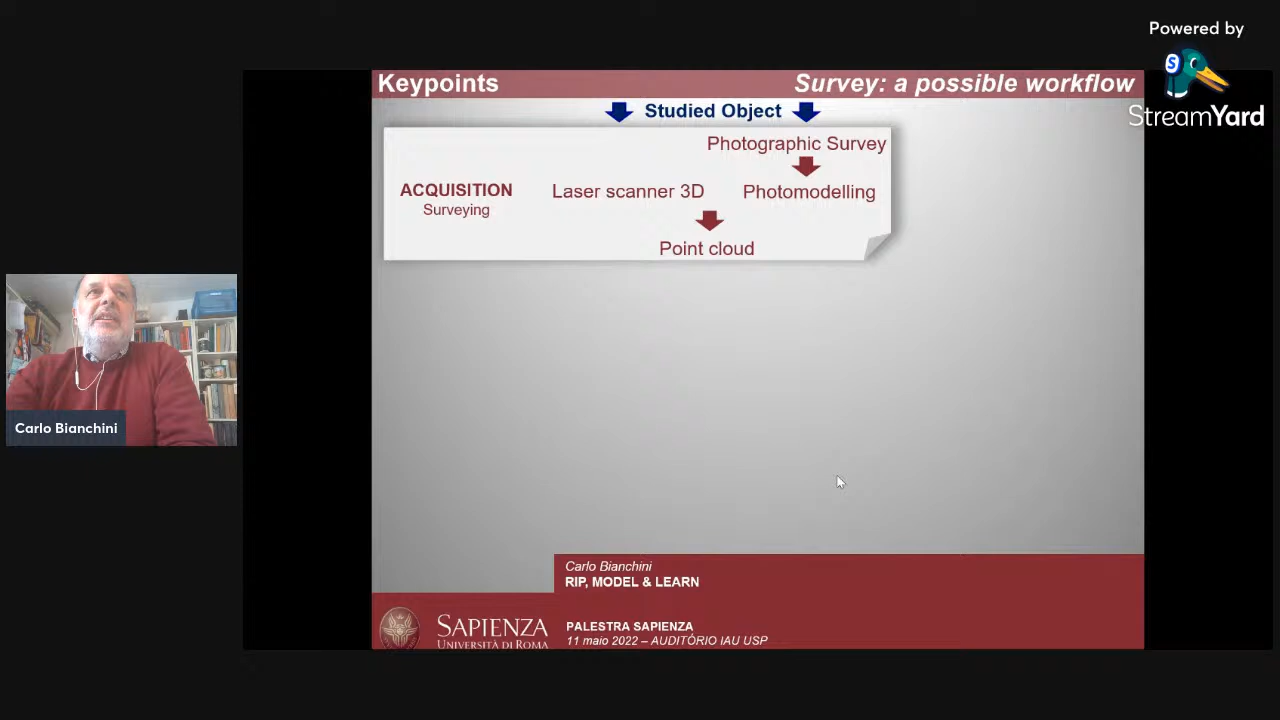 Powered by
StreamYard
Keypoints
Survey: a possible workflow
Studied Object
Photographic Survey
ACQUISITION
Surveying
Laser scanner 3D
Photomodelling
Point cloud
Carlo Bianchini
Carlo Bianchini
RIP, MODEL & LEARN
SAPIENZA
UNIVERSITÀ DI ROMA
PALESTRA SAPIENZA
11 maio 2022 – AUDITÓRIO IAU USP